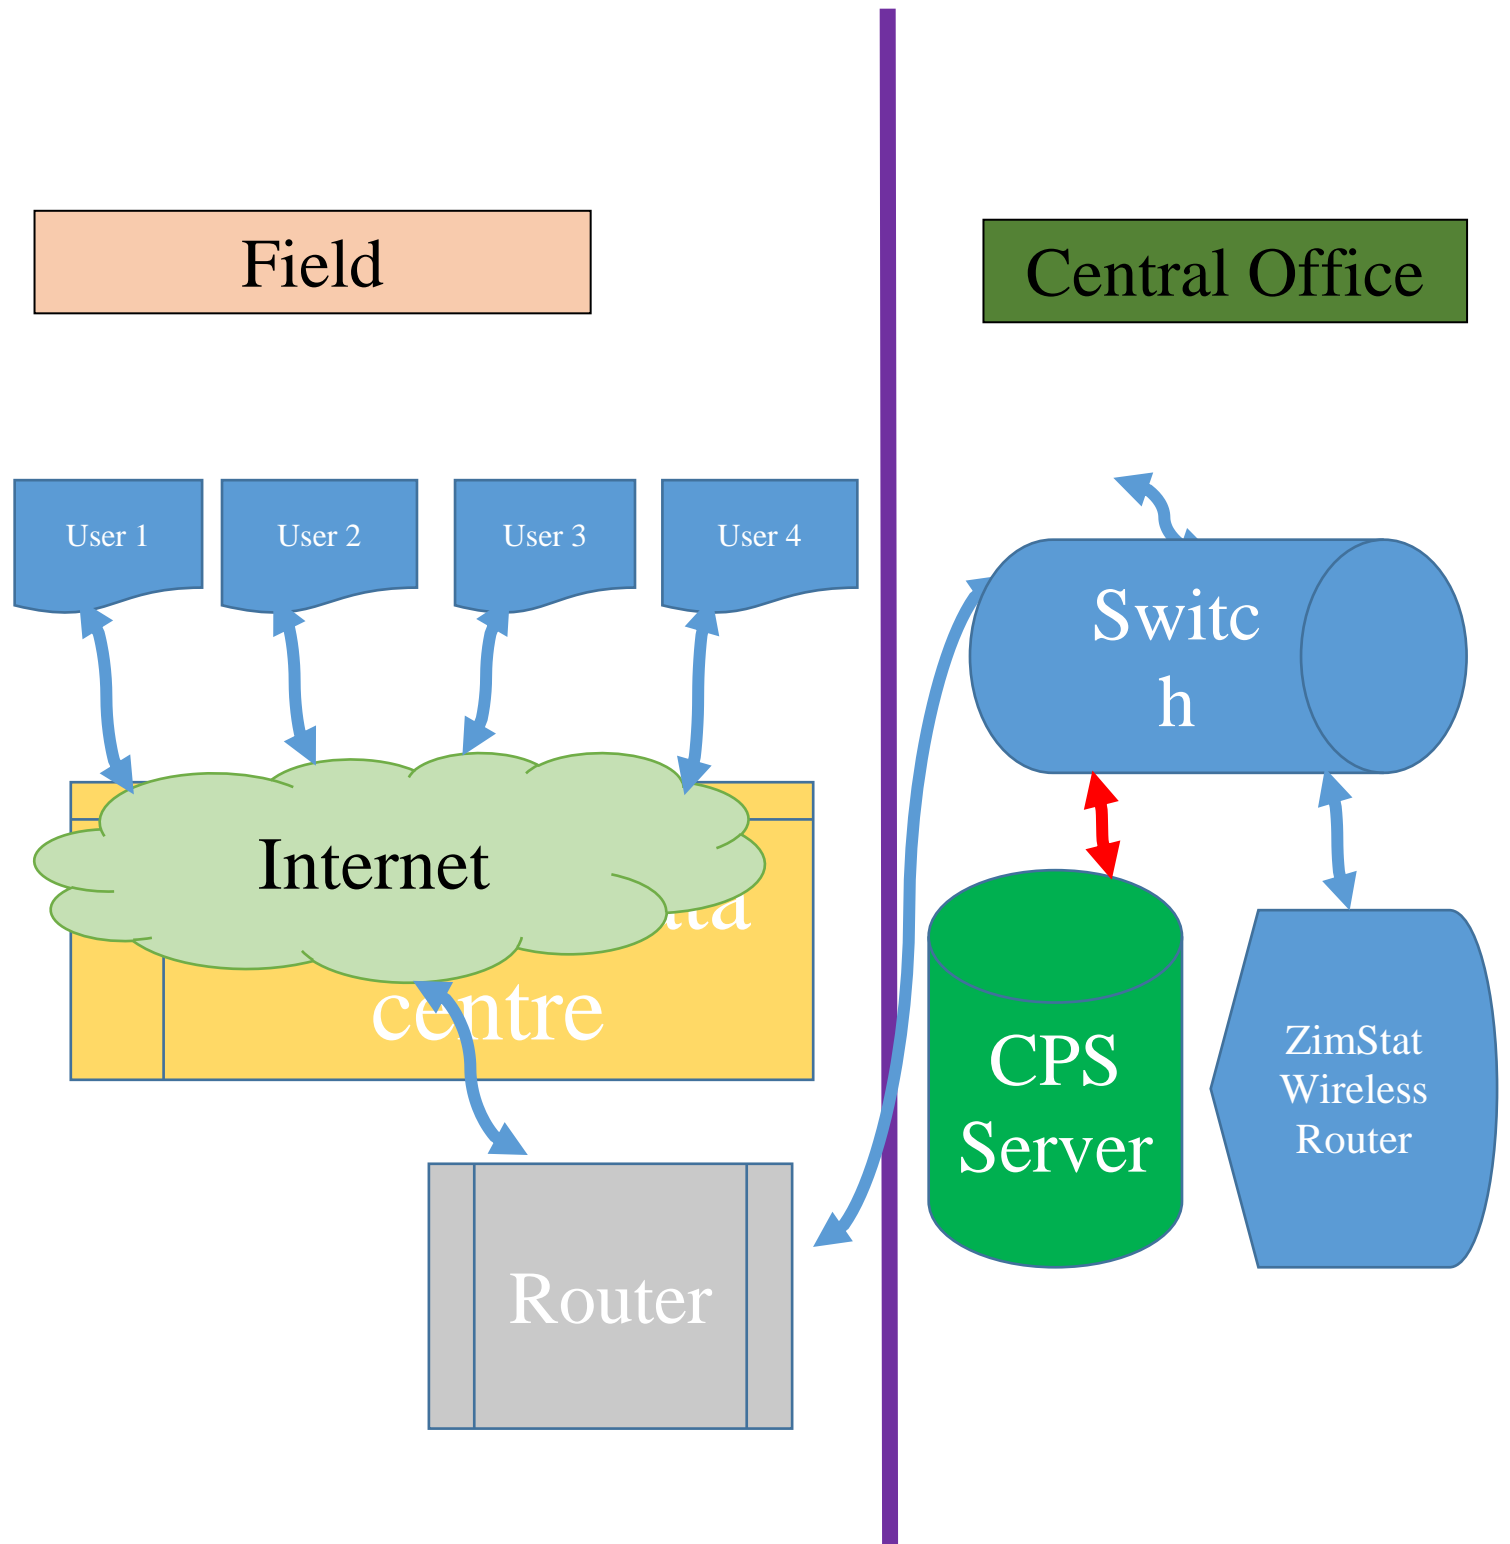 Field
Central Office
User 1
User 2
User 3
User 4
Switc
h
Internet
centre
CPS
Server
ZimStat
Wireless
Router
Router